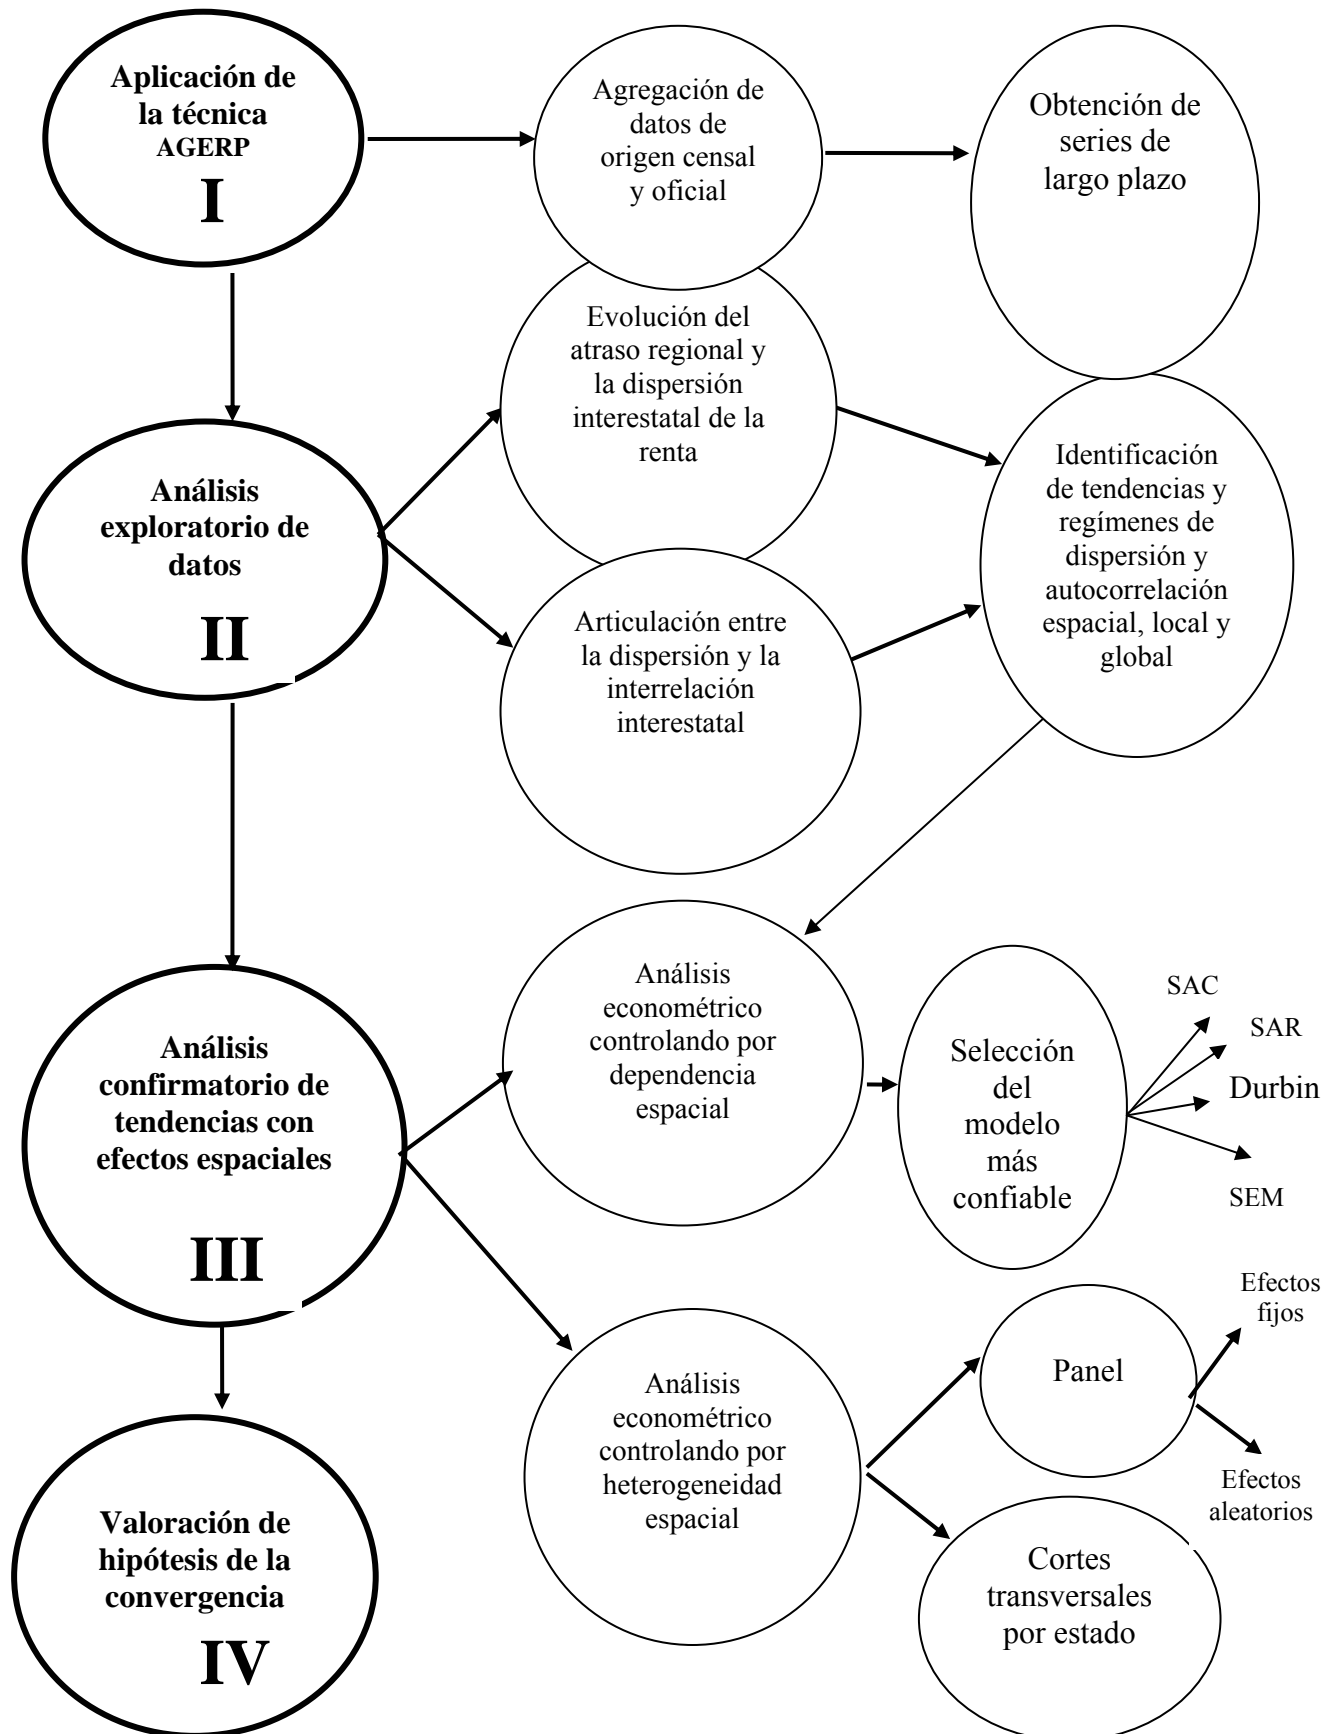 Aplicación de
la técnica
AGERP
I
Agregación de
datos de
origen censal
y oficial
Obtención de
series de
largo plazo
Análisis
exploratorio de
datos
II
Evolución del
atraso regional y
la dispersión
interestatal de la
renta
Articulación entre
la dispersión y la
interrelación
interestatal
Identificación
de tendencias y
regímenes de
dispersión y
autocorrelación
espacial, local y
global
Análisis
confirmatorio de
tendencias con
efectos espaciales
III
Análisis
econométrico
controlando por
dependencia
espacial
Selección
del
modelo
más
confiable
SAC
SAR
Durbin
SEM
Análisis
econométrico
controlando por
heterogeneidad
espacial
Panel
Efectos
fijos
Efectos
aleatorios
Cortes
transversales
por estado
Valoración de
hipótesis de la
convergencia
IV